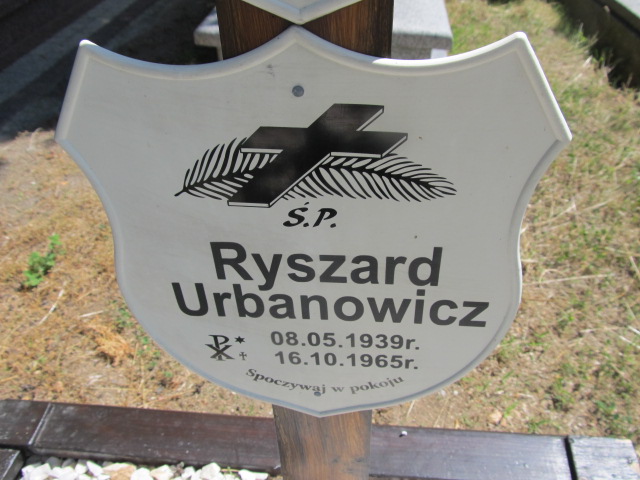 Ś.P.
Ryszard
Urbanowicz
08.05.1939r.
16.10.1965r.
Spoczywaj w pokoju